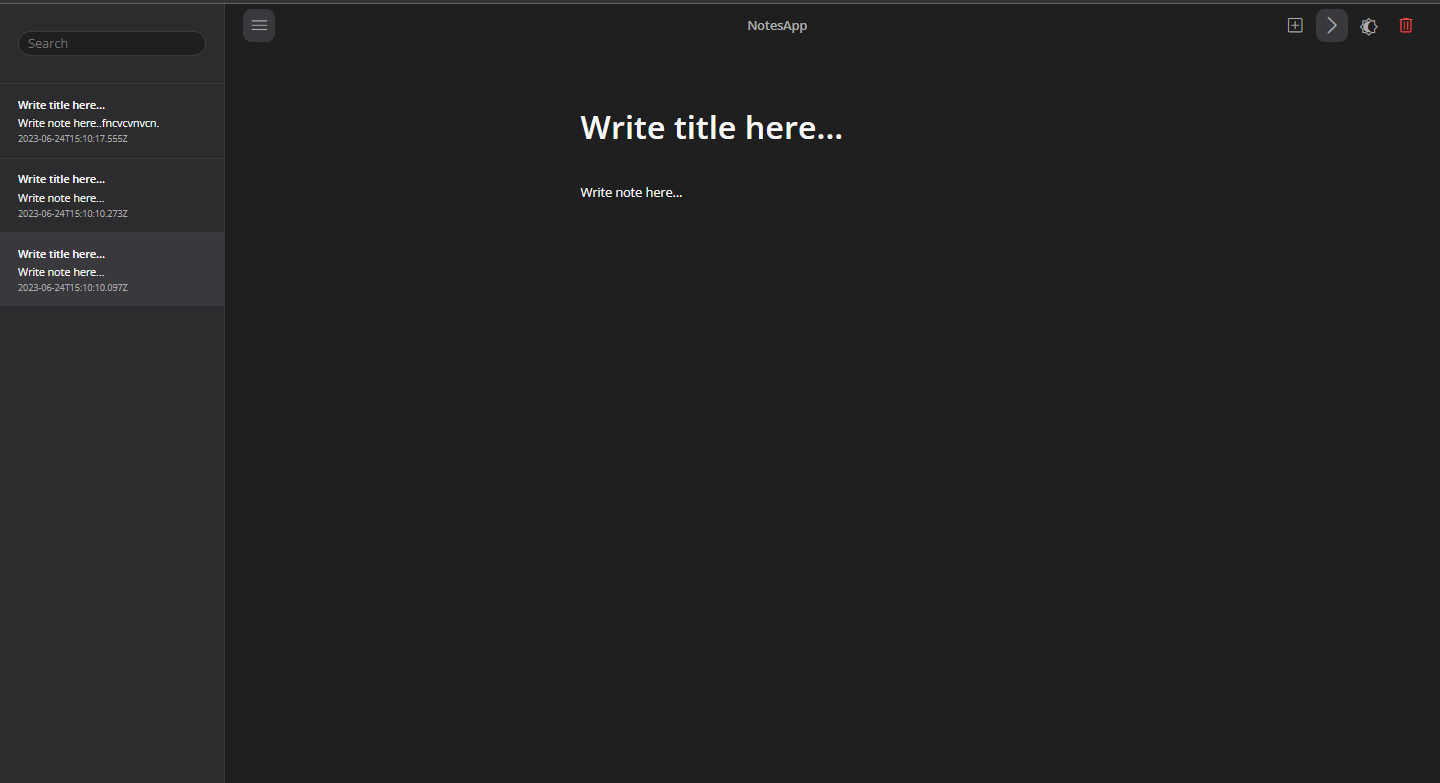 Search
NotesApp
Write title here...
Write note here..fncvcvnvcn.
2023-06-24T15:10:17.555Z
Write title here...
Write note here...
2023-06-24T15:10:10.273Z
Write title here...
Write note here...
2023-06-24T15:10:10.097Z
Write title here...
Write note here...